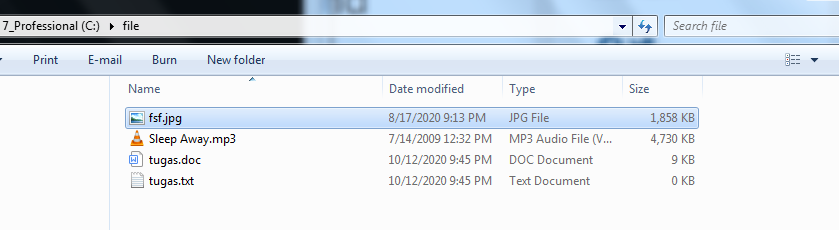 7_Professional (C:) ▸ file
Search file
Print E-mail Burn New folder
Name Date modified Type Size
fsf.jpg 8/17/2020 9:13 PM JPG File 1,858 KB
Sleep Away.mp3 7/14/2009 12:32 PM MP3 Audio File (V... 4,730 KB
tugas.doc 10/12/2020 9:45 PM DOC Document 9 KB
tugas.txt 10/12/2020 9:45 PM Text Document 0 KB